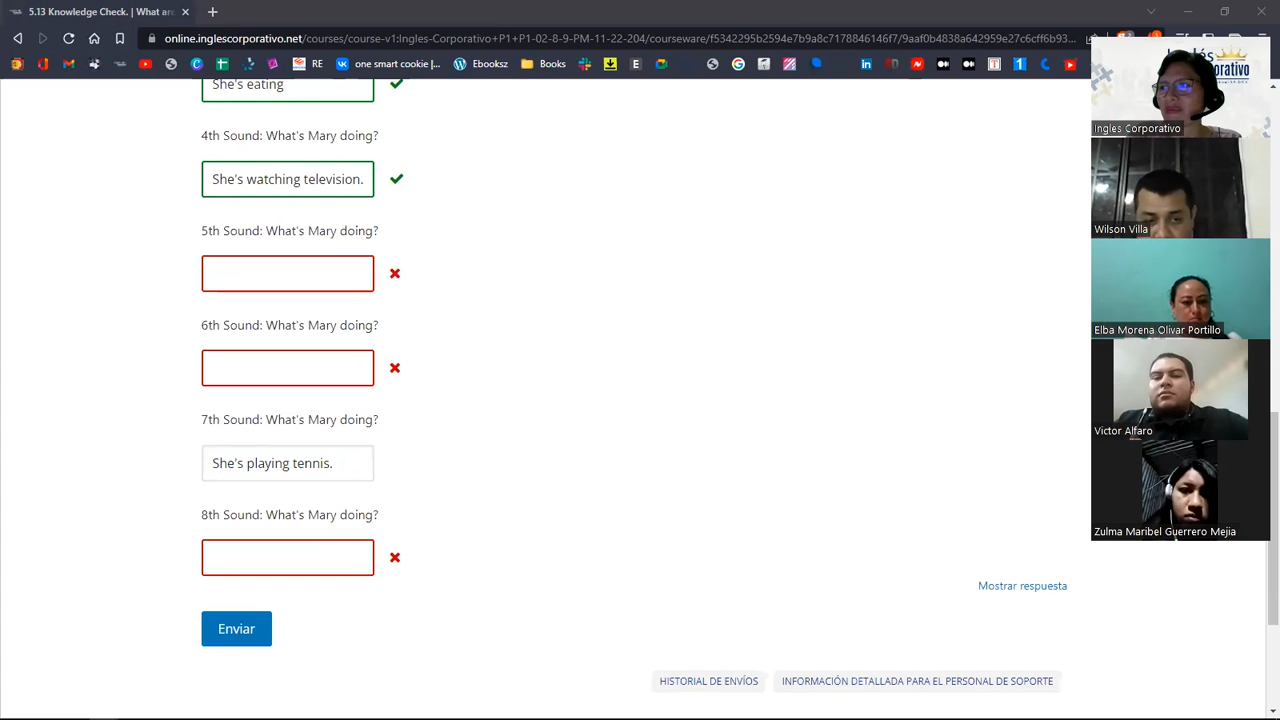 5.13 Knowledge Check. | What are
online.inglescorporativo.net/courses/course-v1:Ingles-Corporativo+P1+P1-02-8-9-PM-11-22-204/courseware/f5342295b2594e7b9a8c7178461467/9aaf0b4838a642959e27c6cff6b93...
RE
one smart cookie |...
Books
She's eating
4th Sound: What's Mary doing?
She's watching television.
5th Sound: What's Mary doing?
6th Sound: What's Mary doing?
7th Sound: What's Mary doing?
She's playing tennis.
8th Sound: What's Mary doing?
Mostrar respuesta
Enviar
HISTORIAL DE ENVÍOS
INFORMACIÓN DETALLADA PARA EL PERSONAL DE SOPORTE
Ingles Corporativo
Wilson Villa
Elba Morena Olivar Portillo
Victor Alfaro
Zulma Maribel Guerrero Mejia